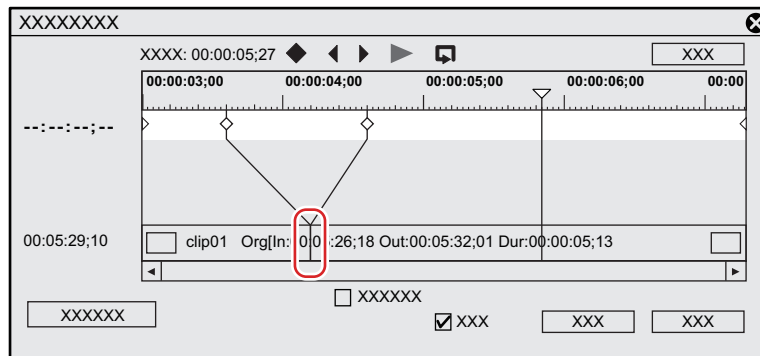 XXXXXXXX
XXXX: 00:00:05;27
XXX
00:00:03;00 00:00:04;00 00:00:05;00 00:00:06;00 00:00
--:--:--;--
00:05:29;10 clip01 Org[In:00:05:26;18 Out:00:05:32;01 Dur:00:00:05;13
XXXXXX
XXXXXX
XXX XXX XXX